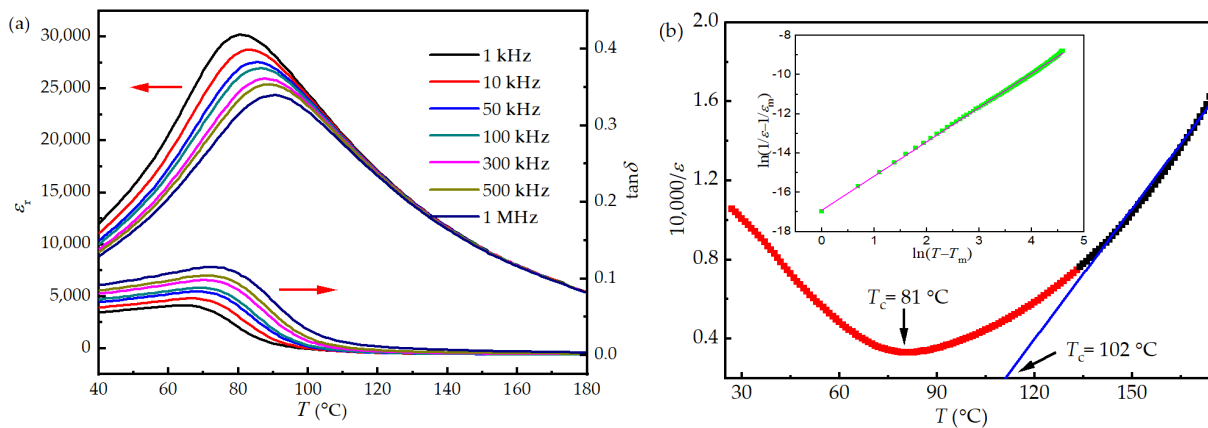 (a)
30,000
25,000
20,000
15,000
10,000
5,000
0
εr
40
60
80
100
120
140
160
180
T (°C)
0.4
0.3
0.2
0.1
0.0
tanδ
1 kHz
10 kHz
50 kHz
100 kHz
300 kHz
500 kHz
1 MHz
(b)
2.0
1.6
1.2
0.8
0.4
10,000/ε
30
60
90
120
150
T (°C)
-8
-10
-12
-14
-16
-18
ln(1/ε−1/εm)
0
1
2
3
4
5
ln(T−Tm)
Tc= 81 °C
Tc= 102 °C